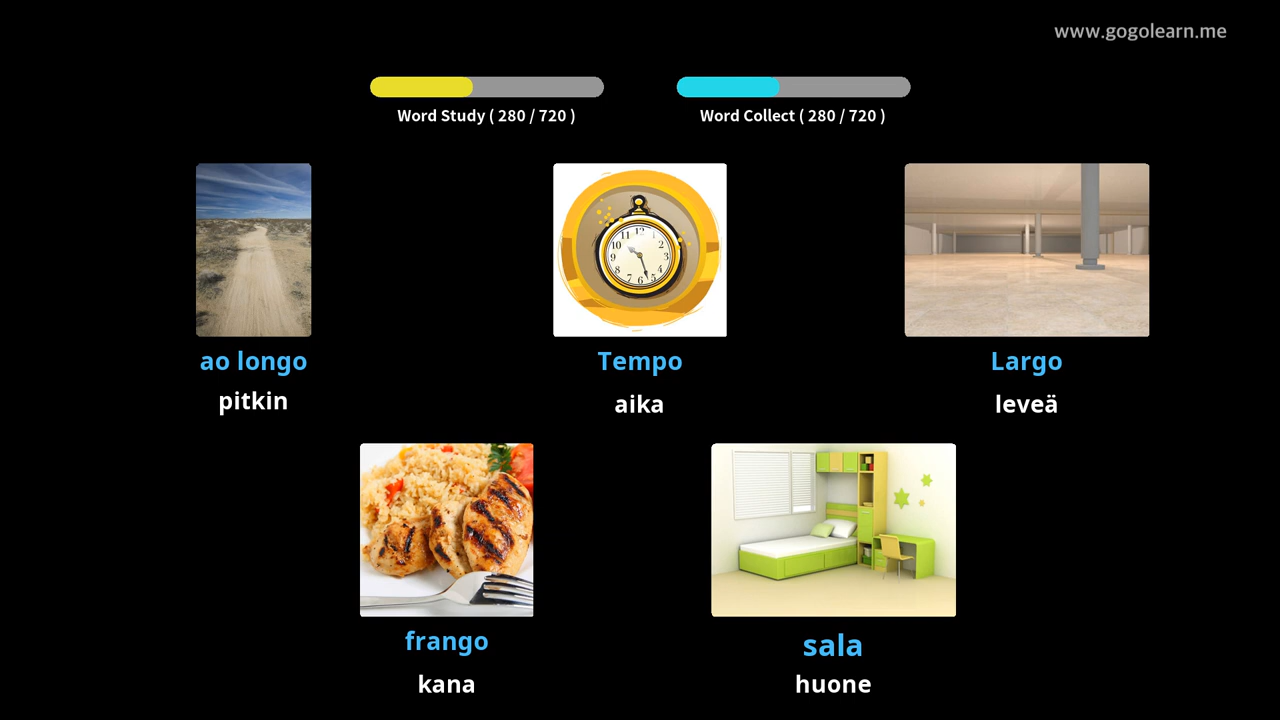 www.gogolearn.me
Word Study ( 280 / 720 )
Word Collect ( 280 / 720 )
ao longo
pitkin
Tempo
aika
Largo
leveä
frango
kana
sala
huone